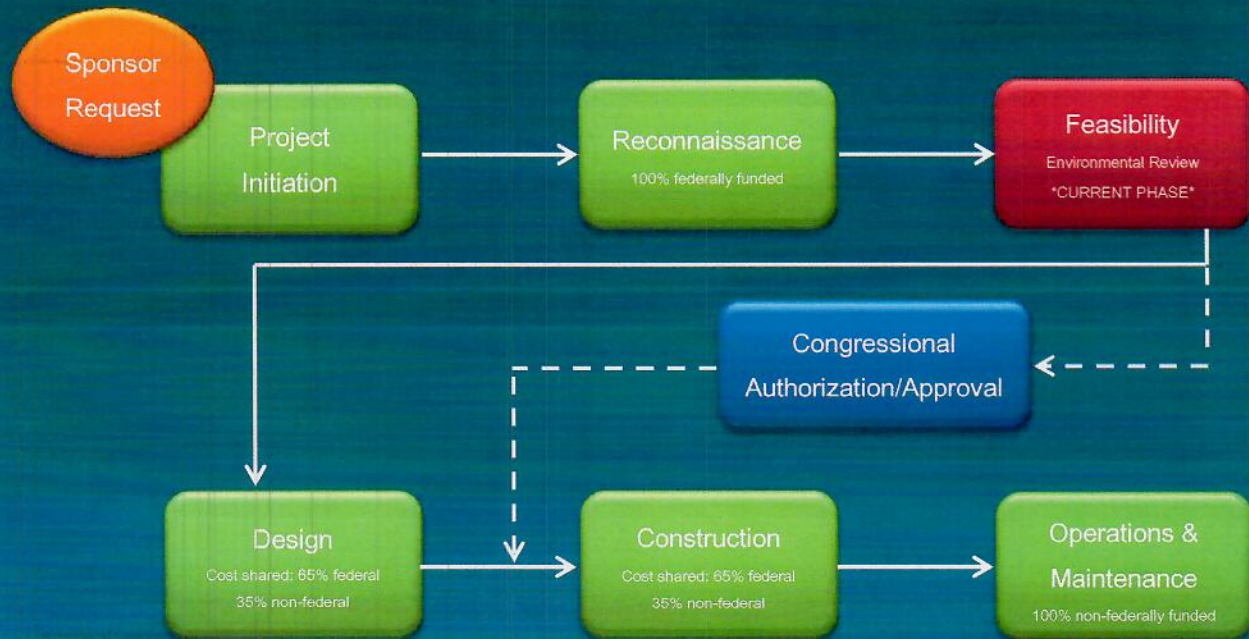 Sponsor
Request
Project
Initiation
Reconnaissance
100% federally funded
Feasibility
Environmental Review
*CURRENT PHASE*
Congressional
Authorization/Approval
Design
Cost shared: 65% federal
35% non-federal
Construction
Cost shared: 65% federal
35% non-federal
Operations &
Maintenance
100% non-federally funded